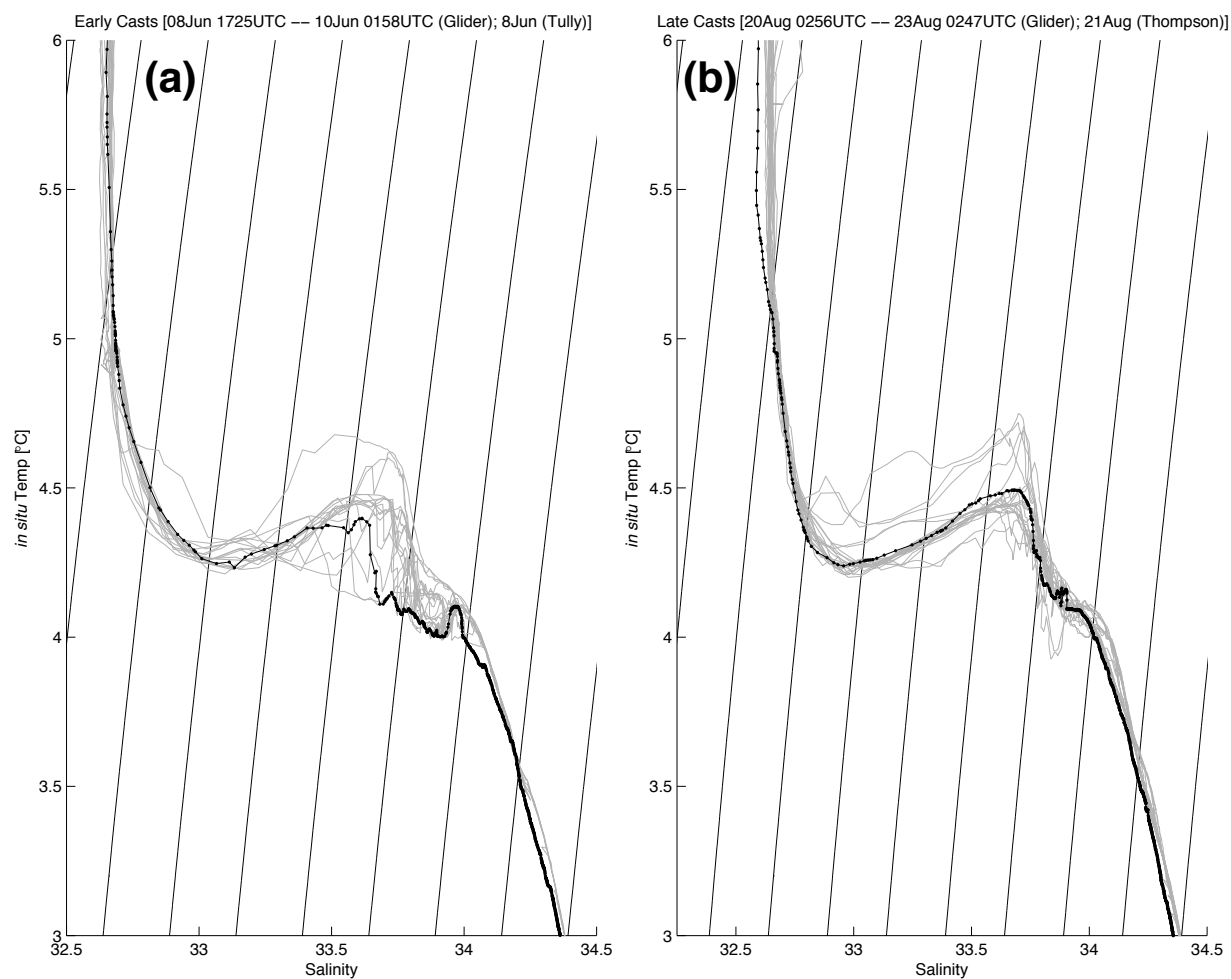 Early Casts [08Jun 1725UTC −− 10Jun 0158UTC (Glider); 8Jun (Tully)]
(a)
6
5.5
5
4.5
4
3.5
3
in situ Temp [°C]
32.5 33 33.5 34 34.5
Salinity
Late Casts [20Aug 0256UTC −− 23Aug 0247UTC (Glider); 21Aug (Thompson)]
(b)
6
5.5
5
4.5
4
3.5
3
in situ Temp [°C]
32.5 33 33.5 34 34.5
Salinity